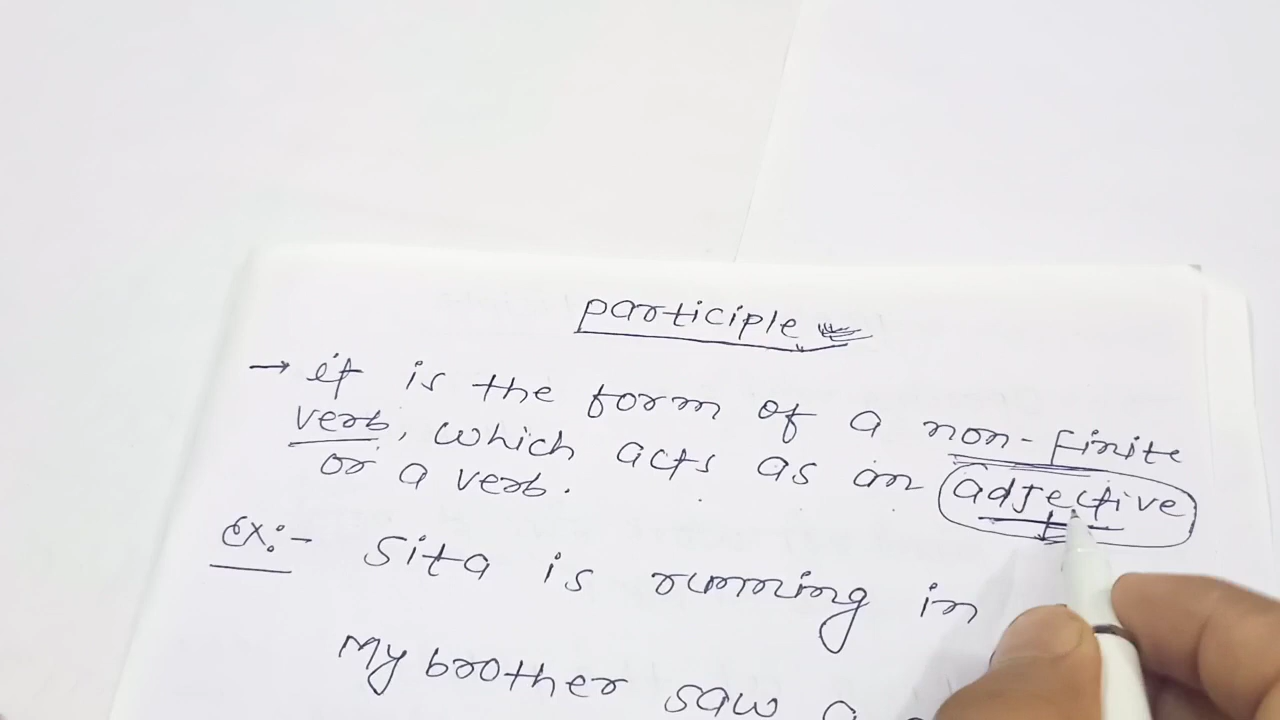 participle
→ it is the form of a non-finite
verb, which acts as an adjective
or a verb.
ex:- Sita is running in
My brother saw a